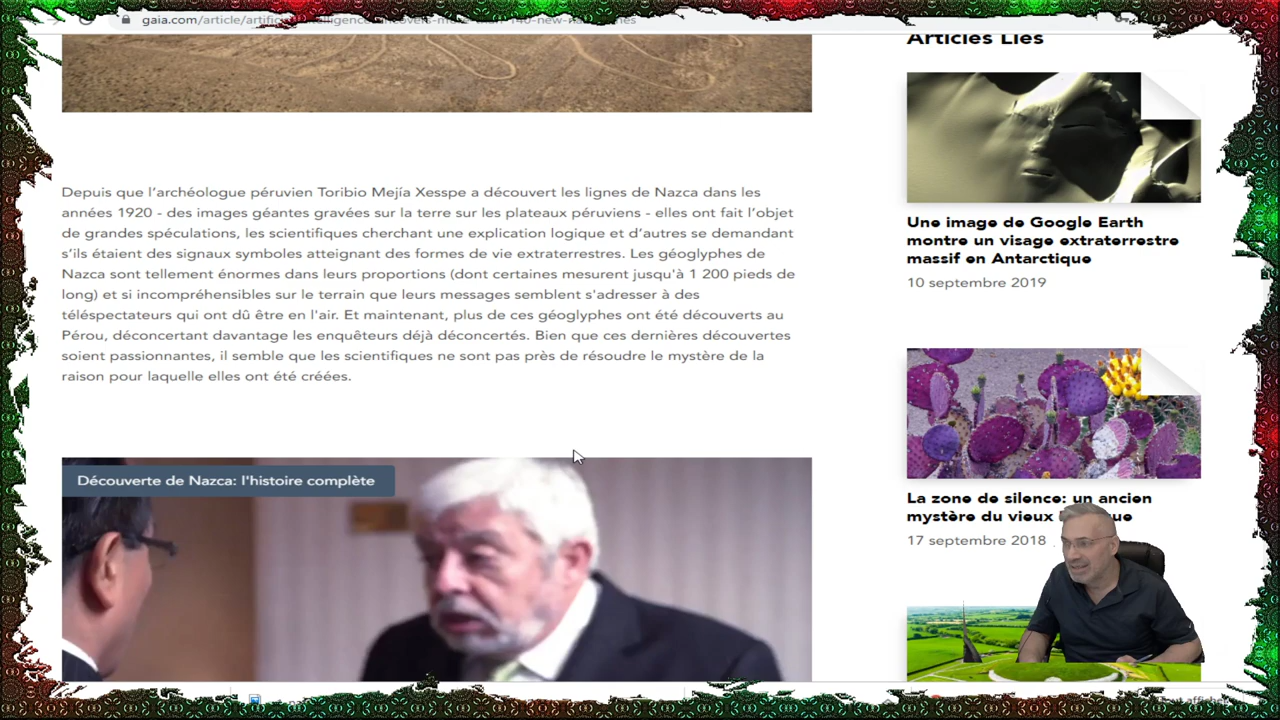 gaia.com/article/artific
Articles Liés
Depuis que l'archéologue péruvien Toribio Mejía Xesspe a découvert les lignes de Nazca dans les
années 1920 - des images géantes gravées sur la terre sur les plateaux péruviens - elles ont fait l'objet
de grandes spéculations, les scientifiques cherchant une explication logique et d'autres se demandant
s'ils étaient des signaux symboles atteignant des formes de vie extraterrestres. Les géoglyphes de
Nazca sont tellement énormes dans leurs proportions (dont certaines mesurent jusqu'à 1 200 pieds de
long) et si incompréhensibles sur le terrain que leurs messages semblent s'adresser à des
téléspectateurs qui ont dû être en l'air. Et maintenant, plus de ces géoglyphes ont été découverts au
Pérou, déconcertant davantage les enquêteurs déjà déconcertés. Bien que ces dernières découvertes
soient passionnantes, il semble que les scientifiques ne sont pas près de résoudre le mystère de la
raison pour laquelle elles ont été créées.
Découverte de Nazca: l'histoire complète
Une image de Google Earth
montre un visage extraterrestre
massif en Antarctique
10 septembre 2019
La zone de silence: un ancien
mystère du vieux
17 septembre 2018